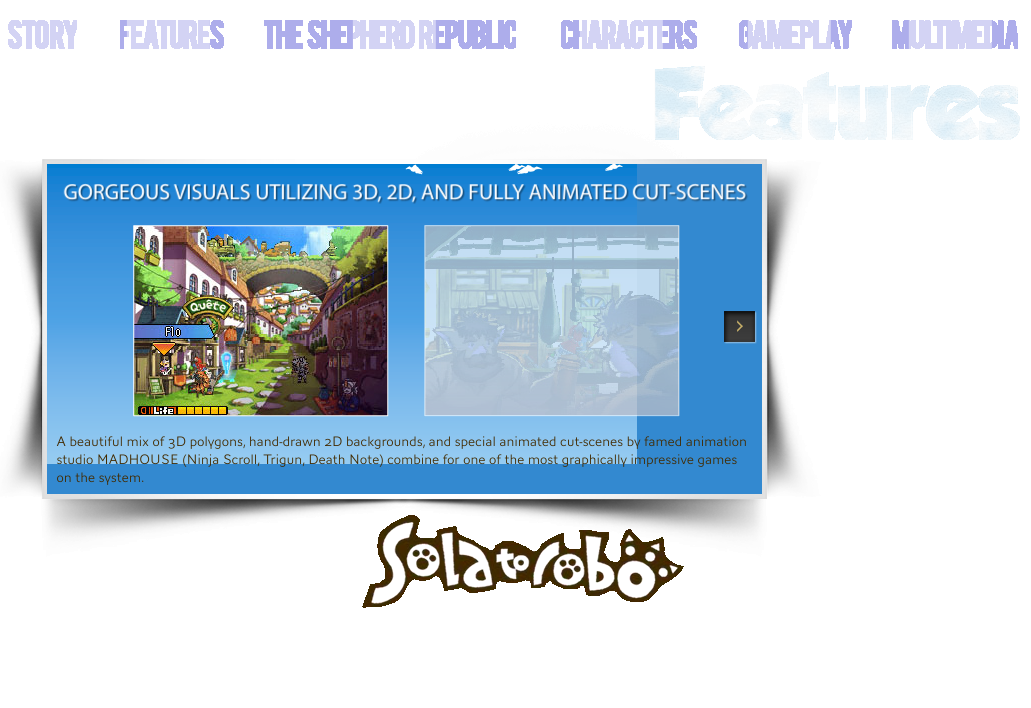 STORY FEATURES THE SHEPHERD REPUBLIC CHARACTERS GAMEPLAY MULTIMEDIA
Features
GORGEOUS VISUALS UTILIZING 3D, 2D, AND FULLY ANIMATED CUT-SCENES
Quête
Flo
Life
A beautiful mix of 3D polygons, hand-drawn 2D backgrounds, and special animated cut-scenes by famed animation
studio MADHOUSE (Ninja Scroll, Trigun, Death Note) combine for one of the most graphically impressive games
on the system.
Solatorobo